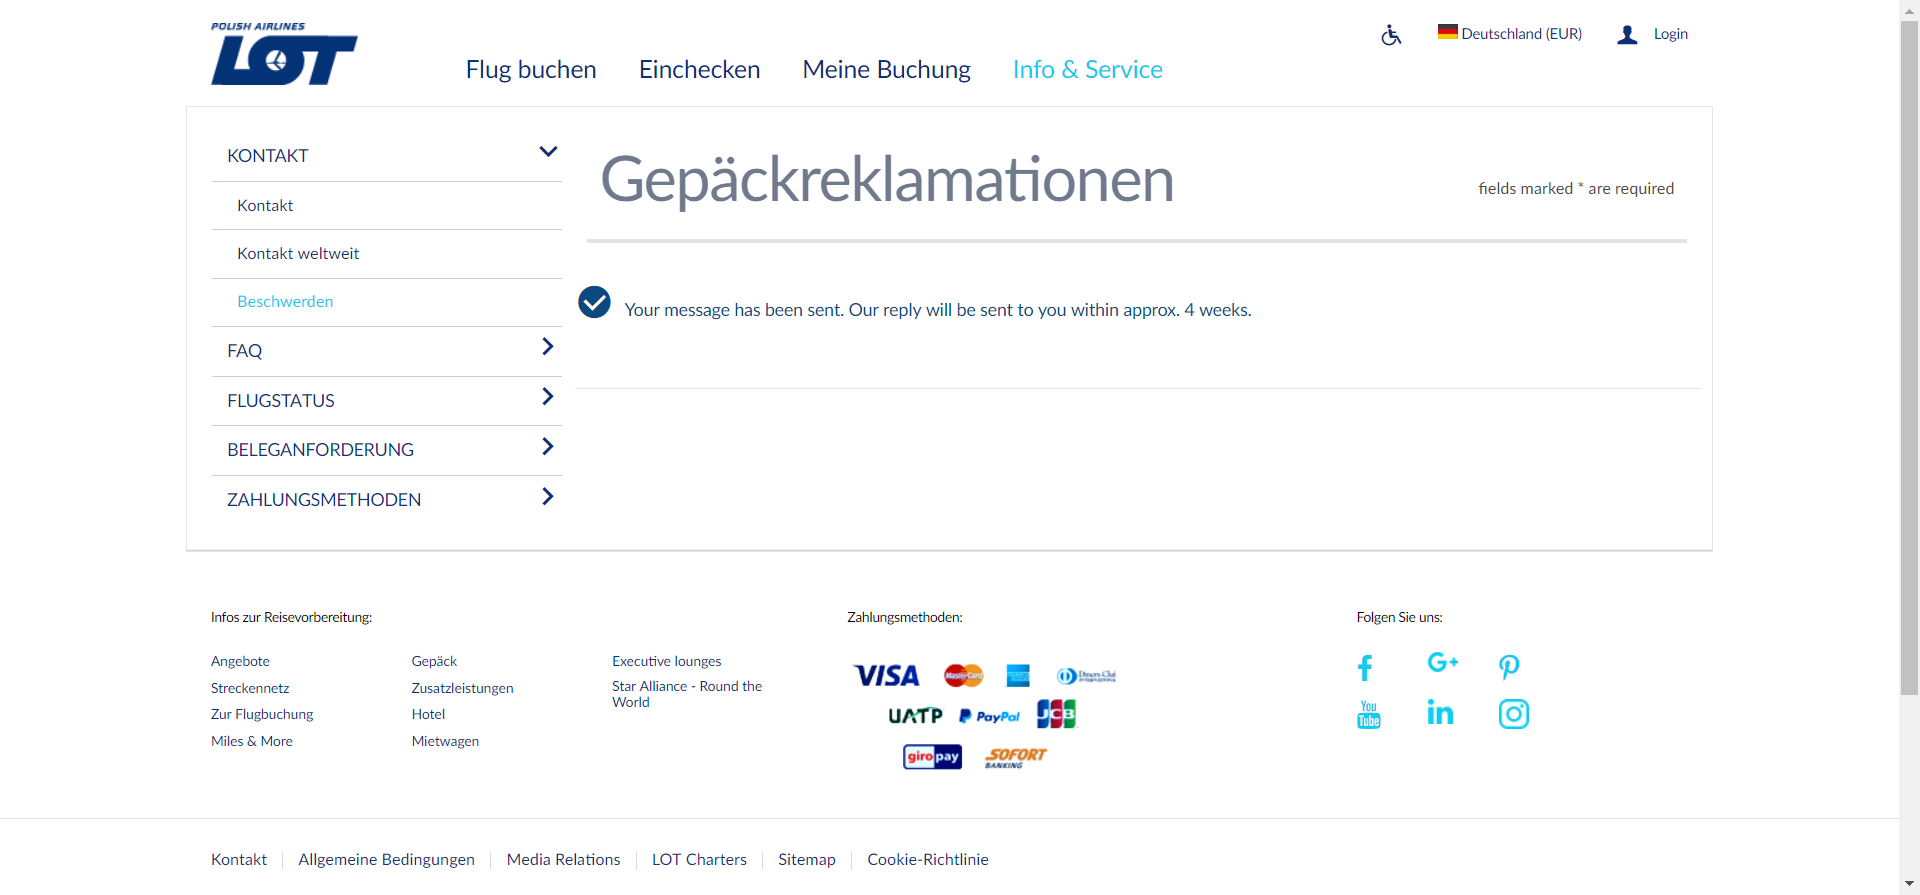 POLISH AIRLINES
LOT
Deutschland (EUR)
Login
Flug buchen
Einchecken
Meine Buchung
Info & Service
KONTAKT
Kontakt
Kontakt weltweit
Beschwerden
FAQ
FLUGSTATUS
BELEGANFORDERUNG
ZAHLUNGSMETHODEN
Gepäckreklamationen
fields marked * are required
Your message has been sent. Our reply will be sent to you within approx. 4 weeks.
Infos zur Reisevorbereitung:
Angebote
Streckennetz
Zur Flugbuchung
Miles & More
Gepäck
Zusatzleistungen
Hotel
Mietwagen
Executive lounges
Star Alliance - Round the
World
Zahlungsmethoden:
VISA
MasterCard
Diners Club
INTERNATIONAL
UATP
PayPal
JCB
giropay
SOFORT
BANKING
Folgen Sie uns:
f
G+
You
Tube
in
Kontakt
Allgemeine Bedingungen
Media Relations
LOT Charters
Sitemap
Cookie-Richtlinie